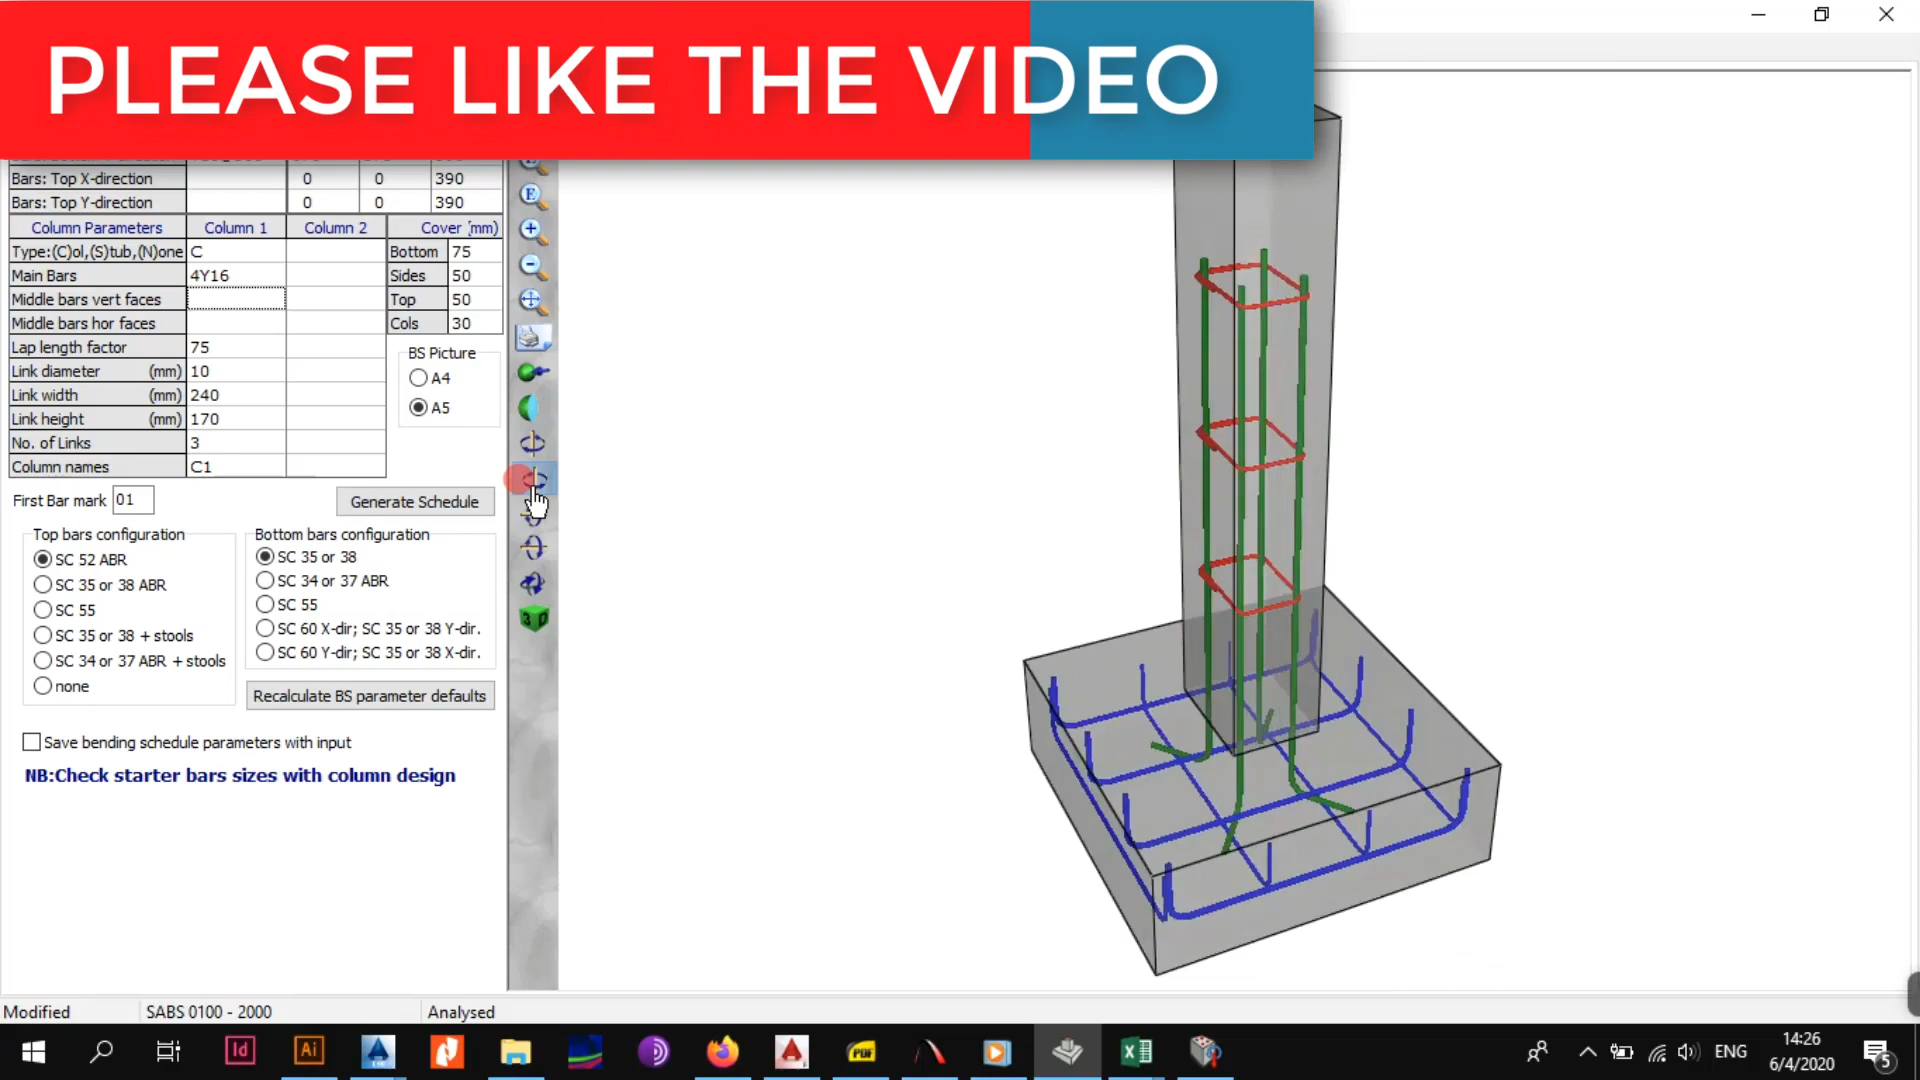 PLEASE LIKE THE VIDEO
Bars: Top X-direction 0 0 390
Bars: Top Y-direction 0 0 390
Column Parameters Column 1 Column 2 Cover [mm)
Type:(C)ol,(S)tub,(N)one C Bottom 75
Main Bars 4Y16 Sides 50
Middle bars vert faces Top 50
Middle bars hor faces Cols 30
Lap length factor 75
BS Picture
Link diameter (mm) 10
A4
Link width (mm) 240
A5
Link height (mm) 170
No. of Links 3
Column names C1
First Bar mark 01 Generate Schedule
Top bars configuration
SC 52 ABR
SC 35 or 38 ABR
SC 55
SC 35 or 38 + stools
SC 34 or 37 ABR + stools
none
Bottom bars configuration
SC 35 or 38
SC 34 or 37 ABR
SC 55
SC 60 X-dir; SC 35 or 38 Y-dir.
SC 60 Y-dir; SC 35 or 38 X-dir.
Recalculate BS parameter defaults
Save bending schedule parameters with input
NB:Check starter bars sizes with column design
E
3D
Modified SABS 0100 - 2000 Analysed
Id
Ai
PDF
ENG
14:26
6/4/2020
5